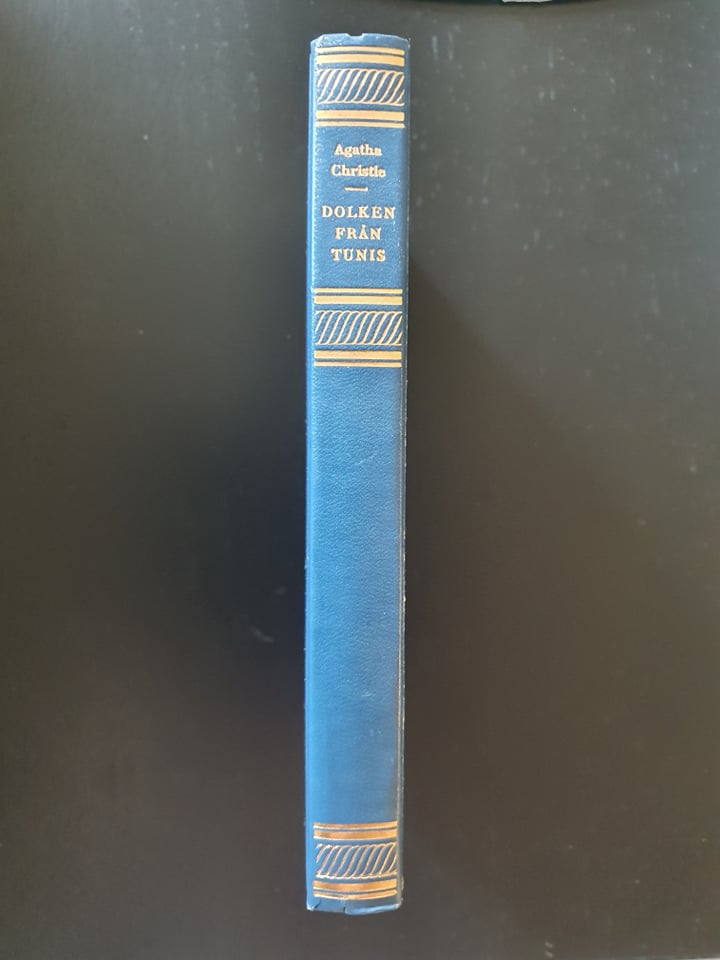 Agatha
Christie
DOLKEN
FRÅN
TUNIS